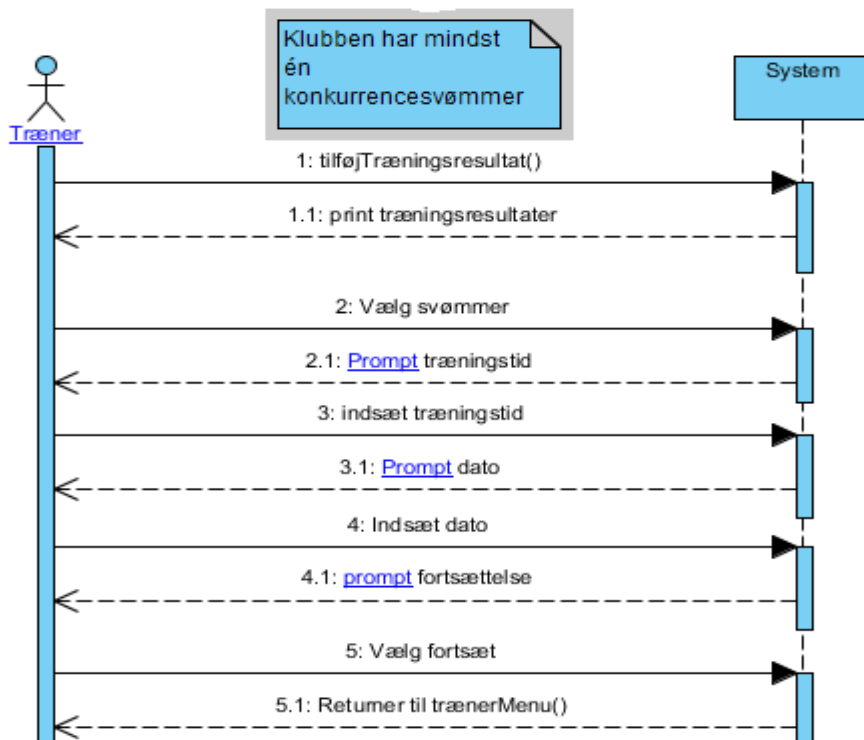 Klubben har mindst
én
konkurrencesvømmer
System
Træner
1: tilføjTræningsresultat()
1.1: print træningsresultater
2: Vælg svømmer
2.1: Prompt træningstid
3: indsæt træningstid
3.1: Prompt dato
4: Indsæt dato
4.1: prompt fortsættelse
5: Vælg fortsæt
5.1: Returner til trænerMenu()